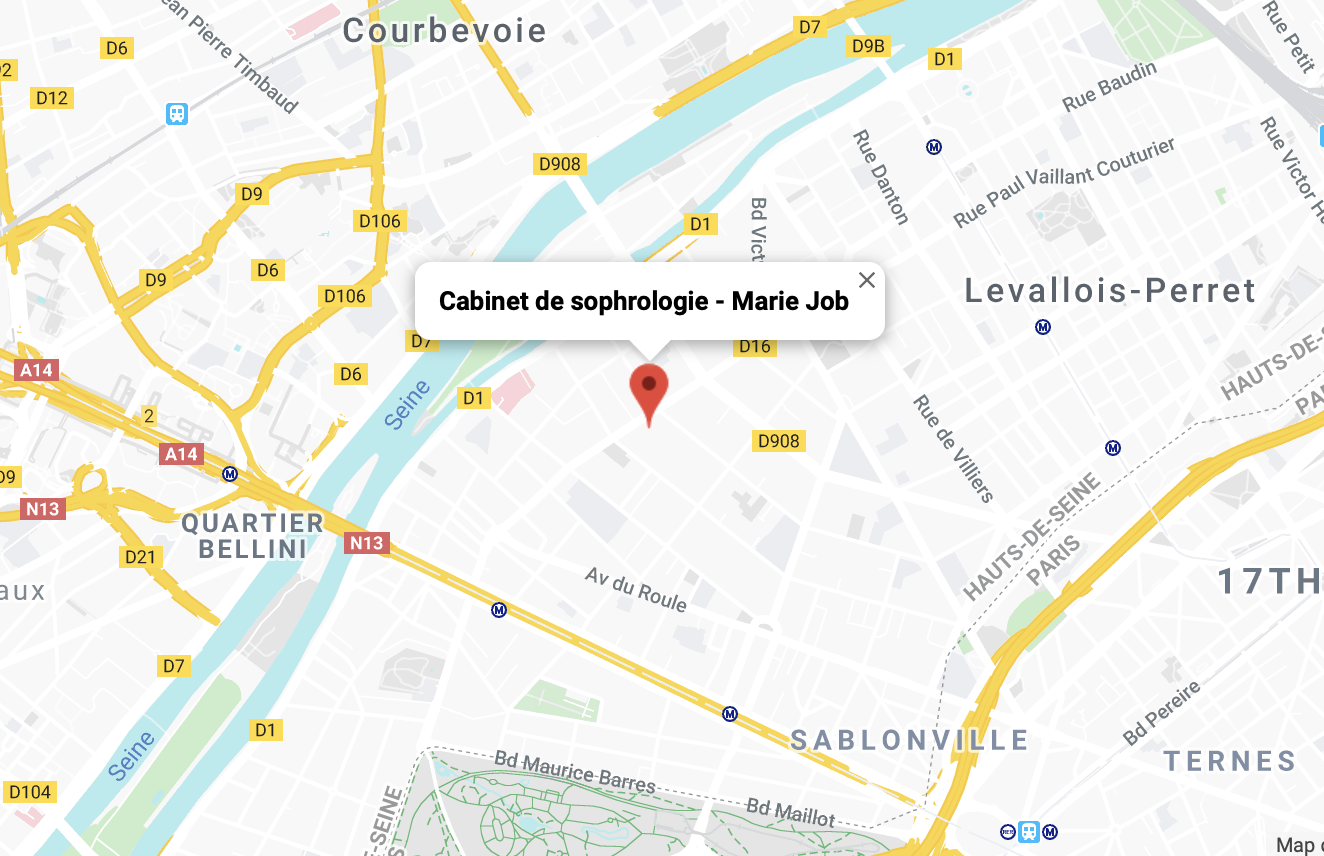 Courbevoie
D7
D9B
D1
D6
Rue Petit
D12
Pierre Timbaud
Rue Baudin
Rue Danton
Rue Paul Vaillant Couturier
Rue Victor
M
D908
D9
D106
D1
Bd Vict
D6
D9
D106
Cabinet de sophrologie - Marie Job
Levallois-Perret
M
D7
D16
A14
D6
HAUTS-DE-S
PA
Seine
D1
2
Rue de Villiers
D908
A14
M
M
D9
N13
HAUTS-DE-SEINE
PARIS
QUARTIER
BELLINI
N13
D21
aux
17TH
Av du Roule
M
D7
Bd Pereire
M
D1
SABLONVILLE
Seine
TERNES
Bd Maurice Barres
D104
Bd Maillot
E-SEINE
RER
M
Map